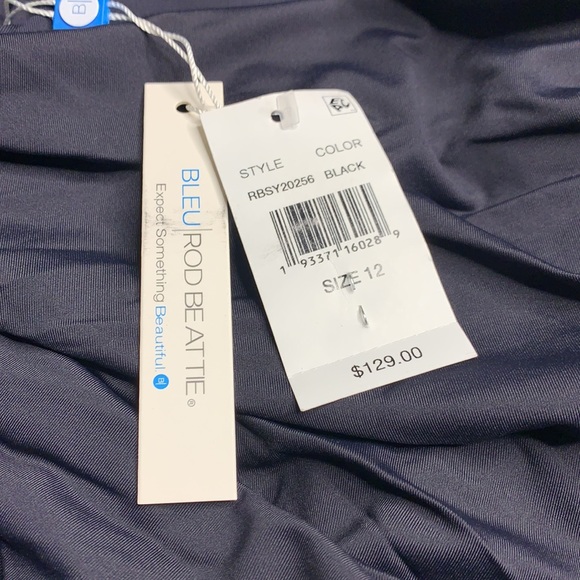 BLEU|ROD BEATTIE®
Expect Something Beautiful.
STYLE COLOR
RBSY20256 BLACK
1 93371 16028 9
SIZE 12
$129.00